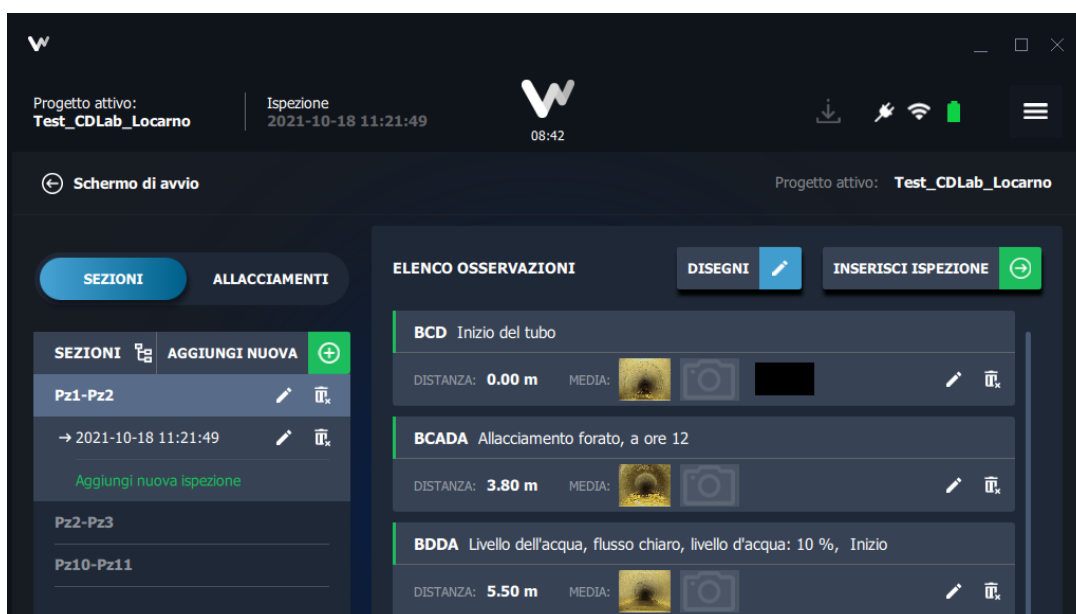 Progetto attivo:
Test_CDLab_Locarno
Ispezione
2021-10-18 11:21:49
08:42
Schermo di avvio
Progetto attivo: Test_CDLab_Locarno
SEZIONI ALLACCIAMENTI
SEZIONI AGGIUNGI NUOVA
Pz1-Pz2
→ 2021-10-18 11:21:49
Aggiungi nuova ispezione
Pz2-Pz3
Pz10-Pz11
ELENCO OSSERVAZIONI DISEGNI INSERISCI ISPEZIONE
BCD Inizio del tubo
DISTANZA: 0.00 m MEDIA:
BCADA Allacciamento forato, a ore 12
DISTANZA: 3.80 m MEDIA:
BDDA Livello dell'acqua, flusso chiaro, livello d'acqua: 10 %, Inizio
DISTANZA: 5.50 m MEDIA: